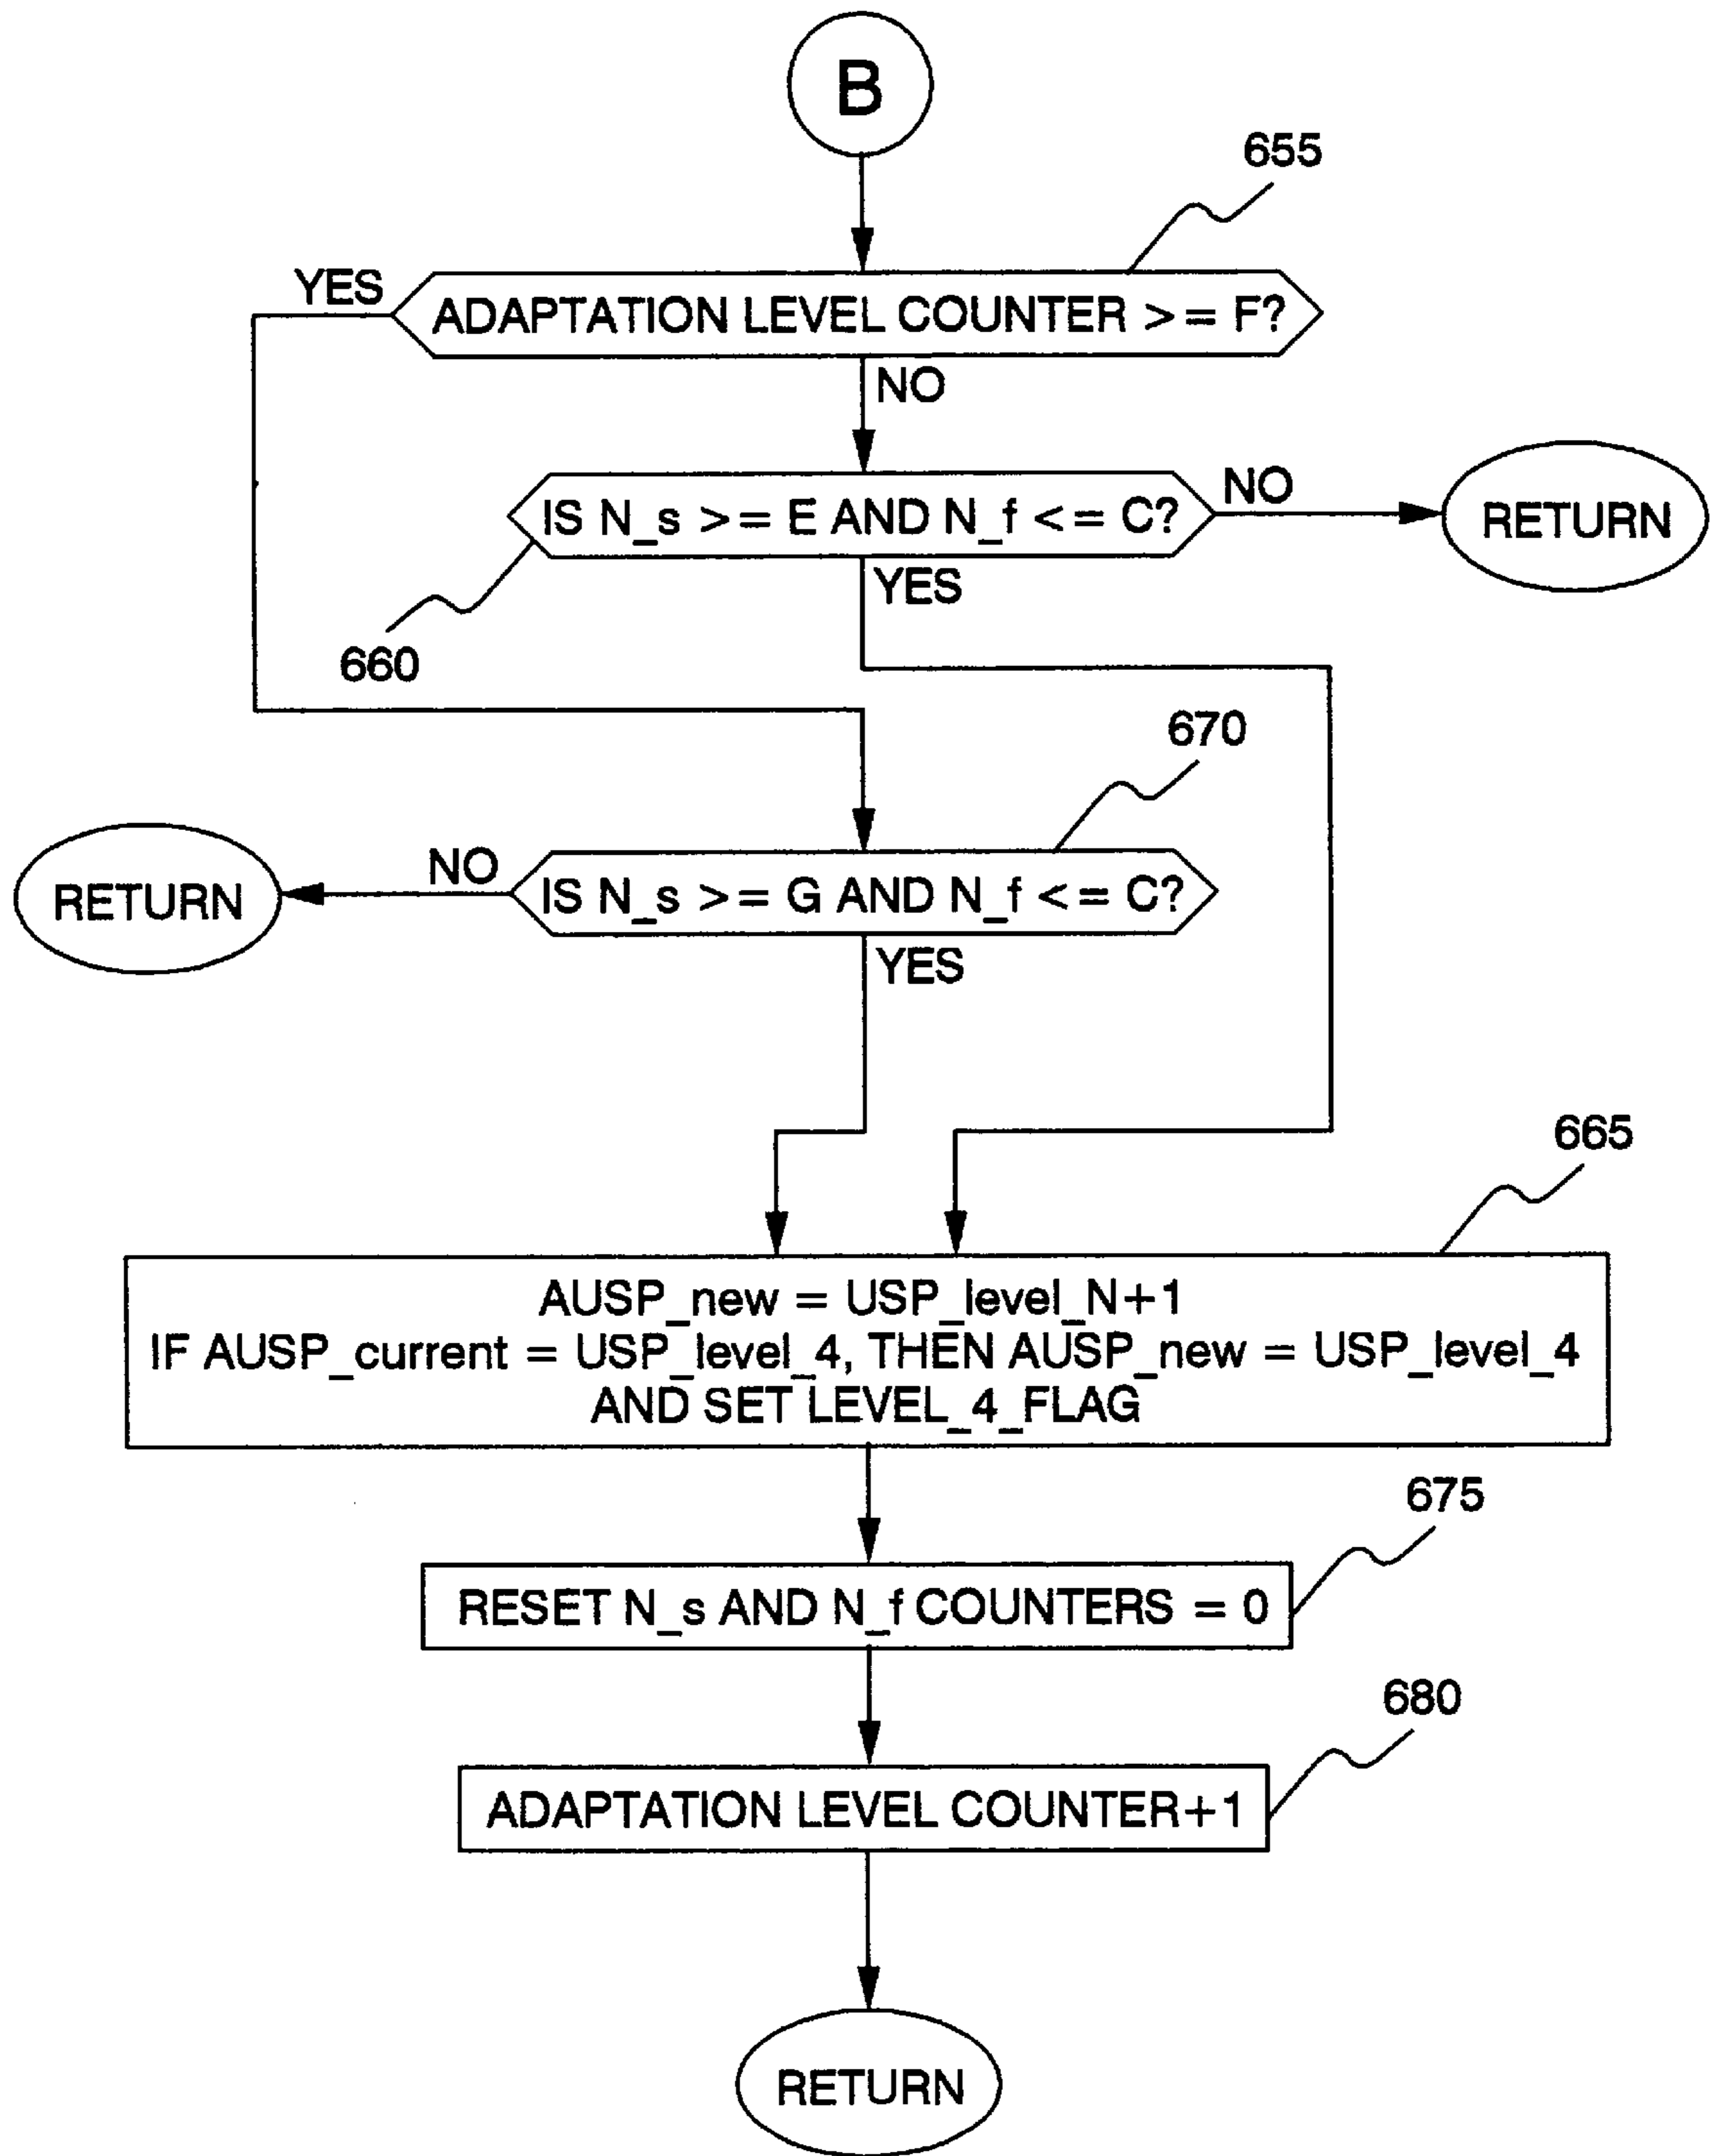 B
655
YES
ADAPTATION LEVEL COUNTER >= F?
NO
IS N_s >= E AND N_f <= C?
NO
RETURN
YES
660
670
RETURN
NO
IS N_s >= G AND N_f <= C?
YES
665
AUSP_new = USP_level_N+1
IF AUSP_current = USP_level_4, THEN AUSP_new = USP_level_4
AND SET LEVEL_4_FLAG
675
RESET N_s AND N_f COUNTERS = 0
680
ADAPTATION LEVEL COUNTER+1
RETURN